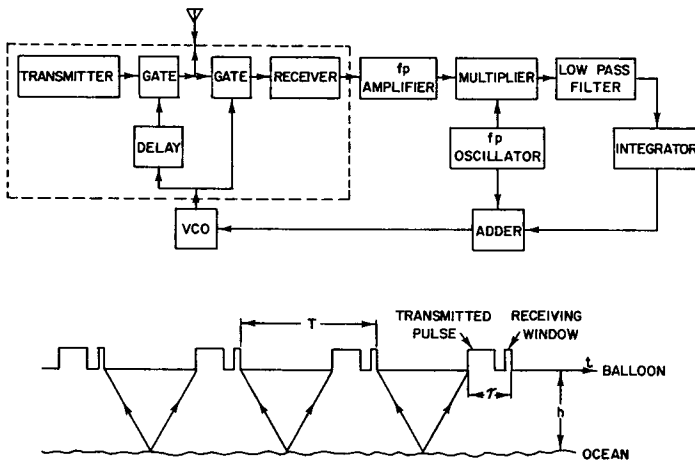 TRANSMITTER
GATE
GATE
RECEIVER
fp
AMPLIFIER
MULTIPLIER
LOW PASS
FILTER
DELAY
fp
OSCILLATOR
INTEGRATOR
VCO
ADDER
TRANSMITTED
PULSE
RECEIVING
WINDOW
T
t
BALLOON
τ
h
OCEAN